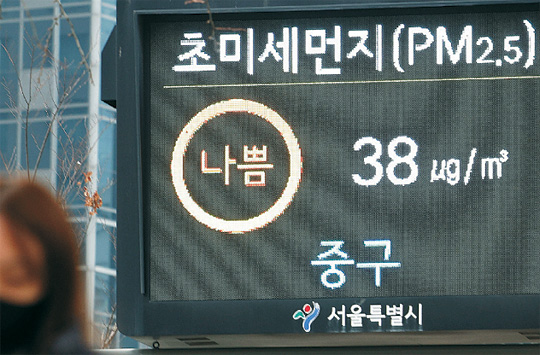 초미세먼지(PM2.5)
나쁨 38 μg/㎥
중구
서울특별시